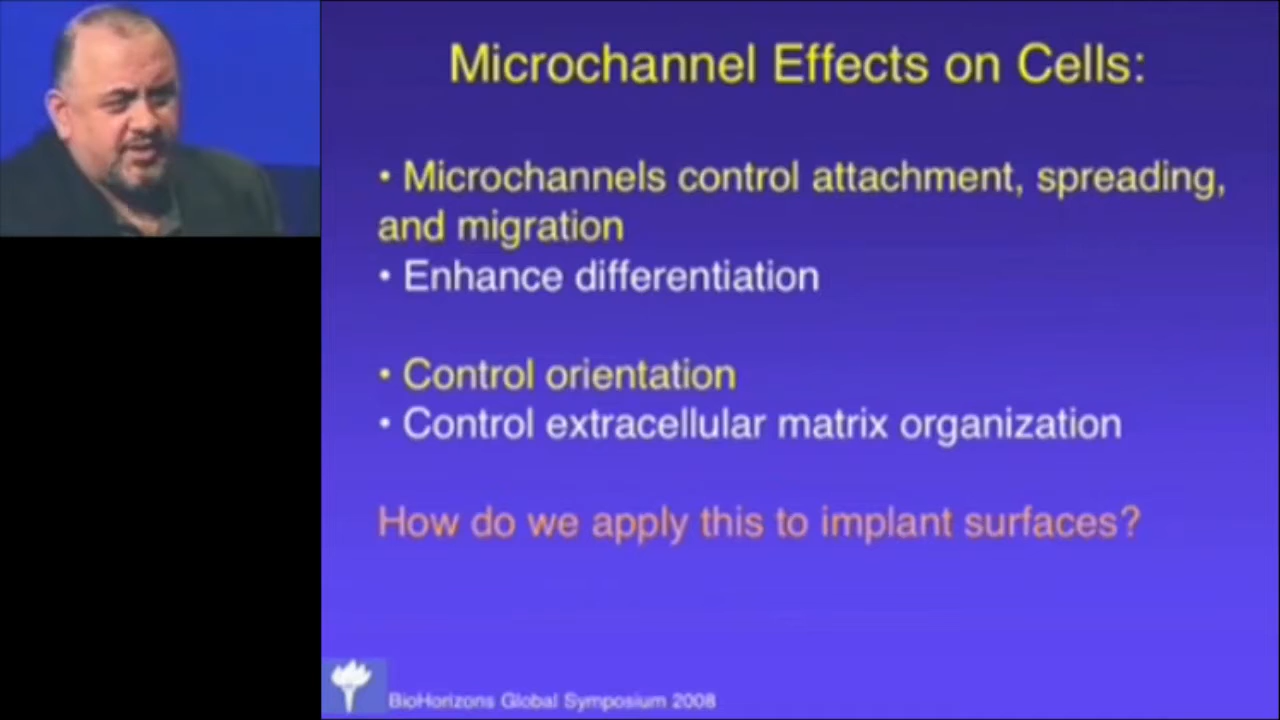 Microchannel Effects on Cells:
• Microchannels control attachment, spreading,
and migration
• Enhance differentiation
• Control orientation
• Control extracellular matrix organization
How do we apply this to implant surfaces?
BioHorizons Global Symposium 2008